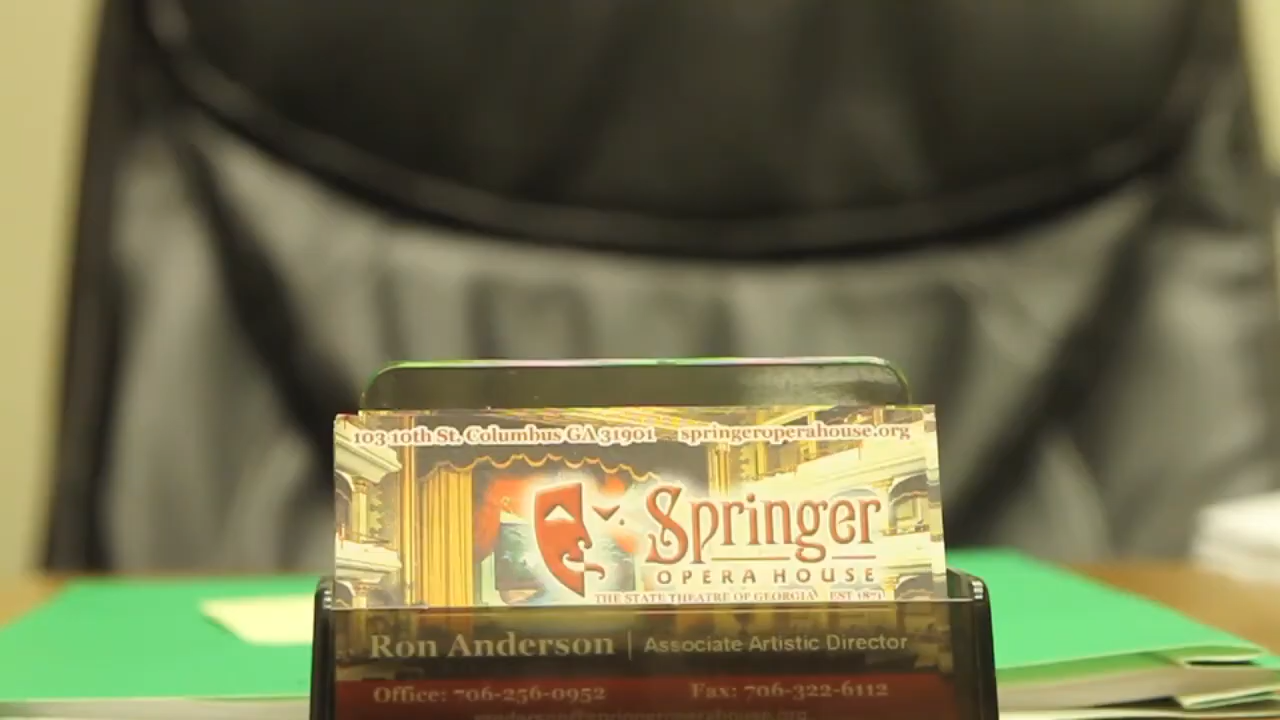 103 10th St. Columbus GA 31901 springeroperahouse.org
Springer
OPERA HOUSE
THE STATE THEATRE OF GEORGIA EST 1871
Ron Anderson | Associate Artistic Director
Office: 706-256-0952 Fax: 706-322-6112